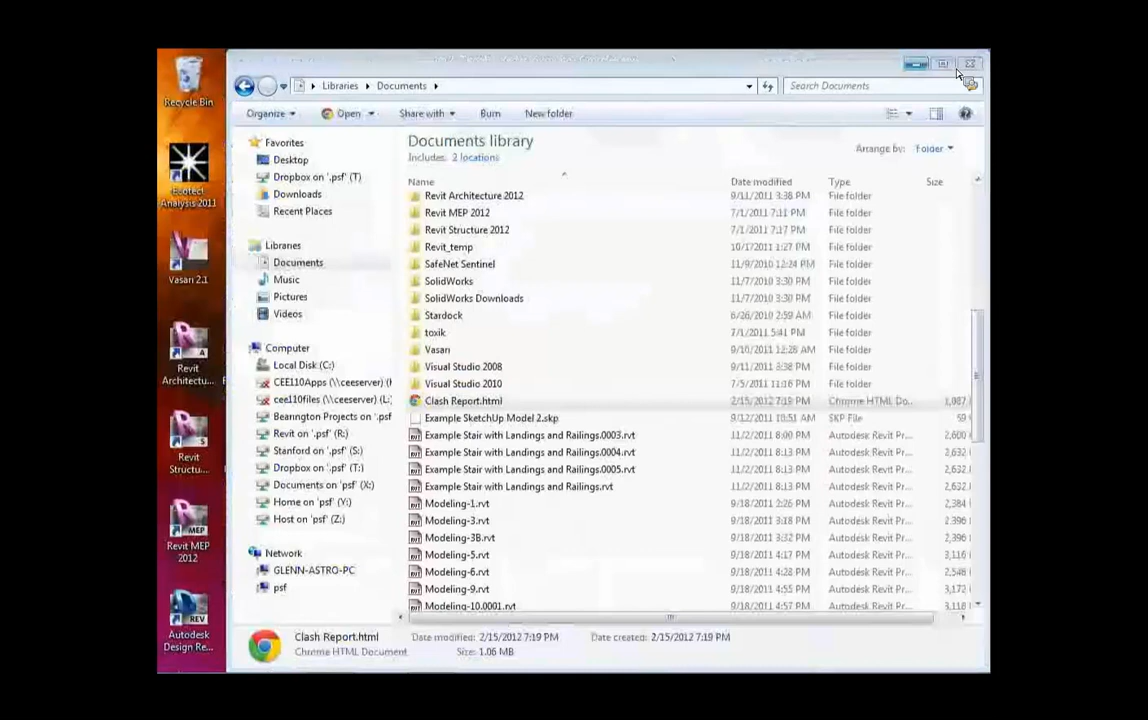 Recycle Bin
Ecotect
Analysis 2011
Vasari 2.1
Revit
Architectu...
Revit
Structu...
Revit MEP
2012
Autodesk
Design Re...
Libraries Documents
Search Documents
Organize Open Share with Burn New folder
Favorites
Desktop
Dropbox on '.psf' (T)
Downloads
Recent Places
Libraries
Documents
Music
Pictures
Videos
Computer
Local Disk (C:)
CEE110Apps (\\ceeserver) (
cee110files (\\ceeserver) (L:
Bearington Projects on '.psf
Revit on '.psf' (R:)
Stanford on '.psf' (S:)
Dropbox on '.psf' (T:)
Documents on 'psf' (X:)
Home on 'psf' (Y:)
Host on 'psf' (Z:)
Network
GLENN-ASTRO-PC
psf
Documents library
Includes: 2 locations
Arrange by: Folder
Name Date modified Type Size
Revit Architecture 2012 9/11/2011 3:38 PM File folder
Revit MEP 2012 7/1/2011 7:11 PM File folder
Revit Structure 2012 7/1/2011 7:17 PM File folder
Revit_temp 10/17/2011 1:27 PM File folder
SafeNet Sentinel 11/9/2010 12:24 PM File folder
SolidWorks 11/7/2010 3:30 PM File folder
SolidWorks Downloads 11/7/2010 3:30 PM File folder
Stardock 6/26/2010 2:59 AM File folder
toxik 7/1/2011 5:41 PM File folder
Vasari 9/10/2011 12:28 AM File folder
Visual Studio 2008 9/11/2011 3:38 PM File folder
Visual Studio 2010 7/5/2011 11:16 PM File folder
Clash Report.html 2/15/2012 7:19 PM Chrome HTML Do... 1,087
Example SketchUp Model 2.skp 9/12/2011 10:51 AM SKP File 59
Example Stair with Landings and Railings.0003.rvt 11/2/2011 8:00 PM Autodesk Revit Pr... 2,600
Example Stair with Landings and Railings.0004.rvt 11/2/2011 8:13 PM Autodesk Revit Pr... 2,632
Example Stair with Landings and Railings.0005.rvt 11/2/2011 8:13 PM Autodesk Revit Pr... 2,632
Example Stair with Landings and Railings.rvt 11/2/2011 8:13 PM Autodesk Revit Pr... 2,632
Modeling-1.rvt 9/18/2011 2:26 PM Autodesk Revit Pr... 2,384
Modeling-3.rvt 9/18/2011 3:18 PM Autodesk Revit Pr... 2,396
Modeling-3B.rvt 9/18/2011 3:32 PM Autodesk Revit Pr... 2,396
Modeling-5.rvt 9/18/2011 4:17 PM Autodesk Revit Pr... 3,116
Modeling-6.rvt 9/18/2011 4:28 PM Autodesk Revit Pr... 2,548
Modeling-9.rvt 9/18/2011 4:55 PM Autodesk Revit Pr... 3,172
Modeling-10.0001.rvt 9/18/2011 4:57 PM Autodesk Revit Pr... 3,118
Clash Report.html Date modified: 2/15/2012 7:19 PM Date created: 2/15/2012 7:19 PM
Chrome HTML Document Size: 1.06 MB